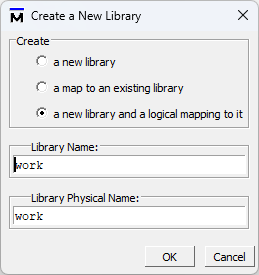 Create a New Library
Create
a new library
a map to an existing library
a new library and a logical mapping to it
Library Name:
work
Library Physical Name:
work
OK
Cancel